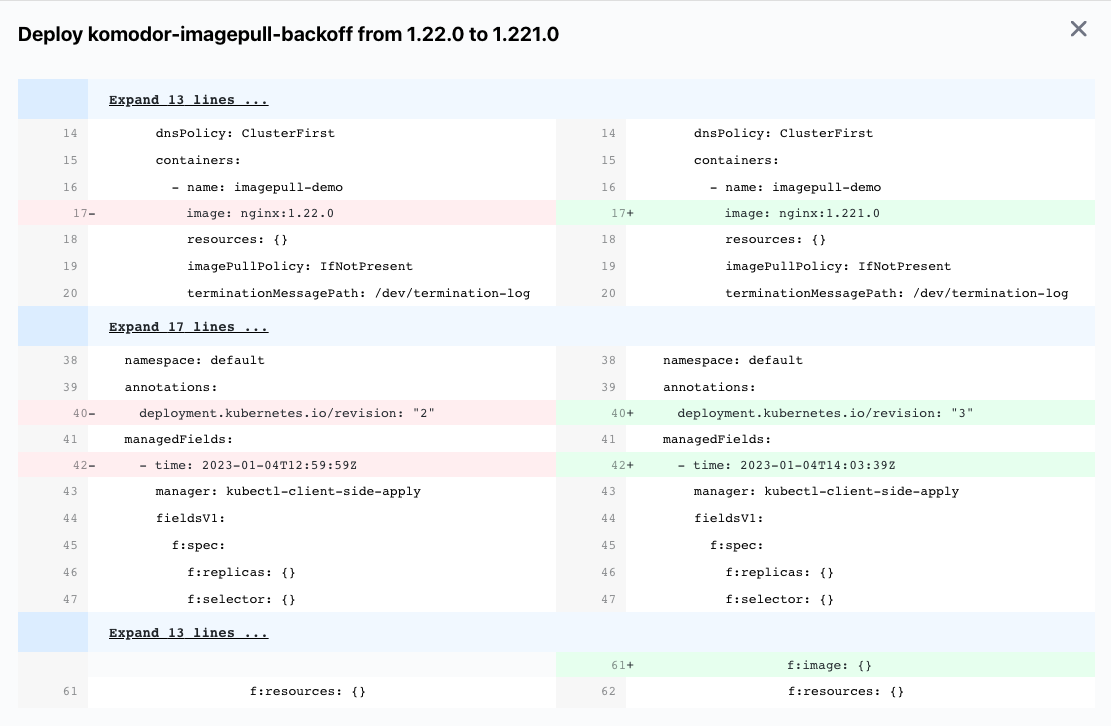 Deploy komodor-imagepull-backoff from 1.22.0 to 1.221.0
Expand 13 lines ...
14 dnsPolicy: ClusterFirst 14 dnsPolicy: ClusterFirst
15 containers: 15 containers:
16 - name: imagepull-demo 16 - name: imagepull-demo
17- image: nginx:1.22.0 17+ image: nginx:1.221.0
18 resources: {} 18 resources: {}
19 imagePullPolicy: IfNotPresent 19 imagePullPolicy: IfNotPresent
20 terminationMessagePath: /dev/termination-log 20 terminationMessagePath: /dev/termination-log
Expand 17 lines ...
38 namespace: default 38 namespace: default
39 annotations: 39 annotations:
40- deployment.kubernetes.io/revision: "2" 40+ deployment.kubernetes.io/revision: "3"
41 managedFields: 41 managedFields:
42- - time: 2023-01-04T12:59:59Z 42+ - time: 2023-01-04T14:03:39Z
43 manager: kubectl-client-side-apply 43 manager: kubectl-client-side-apply
44 fieldsV1: 44 fieldsV1:
45 f:spec: 45 f:spec:
46 f:replicas: {} 46 f:replicas: {}
47 f:selector: {} 47 f:selector: {}
Expand 13 lines ...
61+ f:image: {}
61 f:resources: {} 62 f:resources: {}